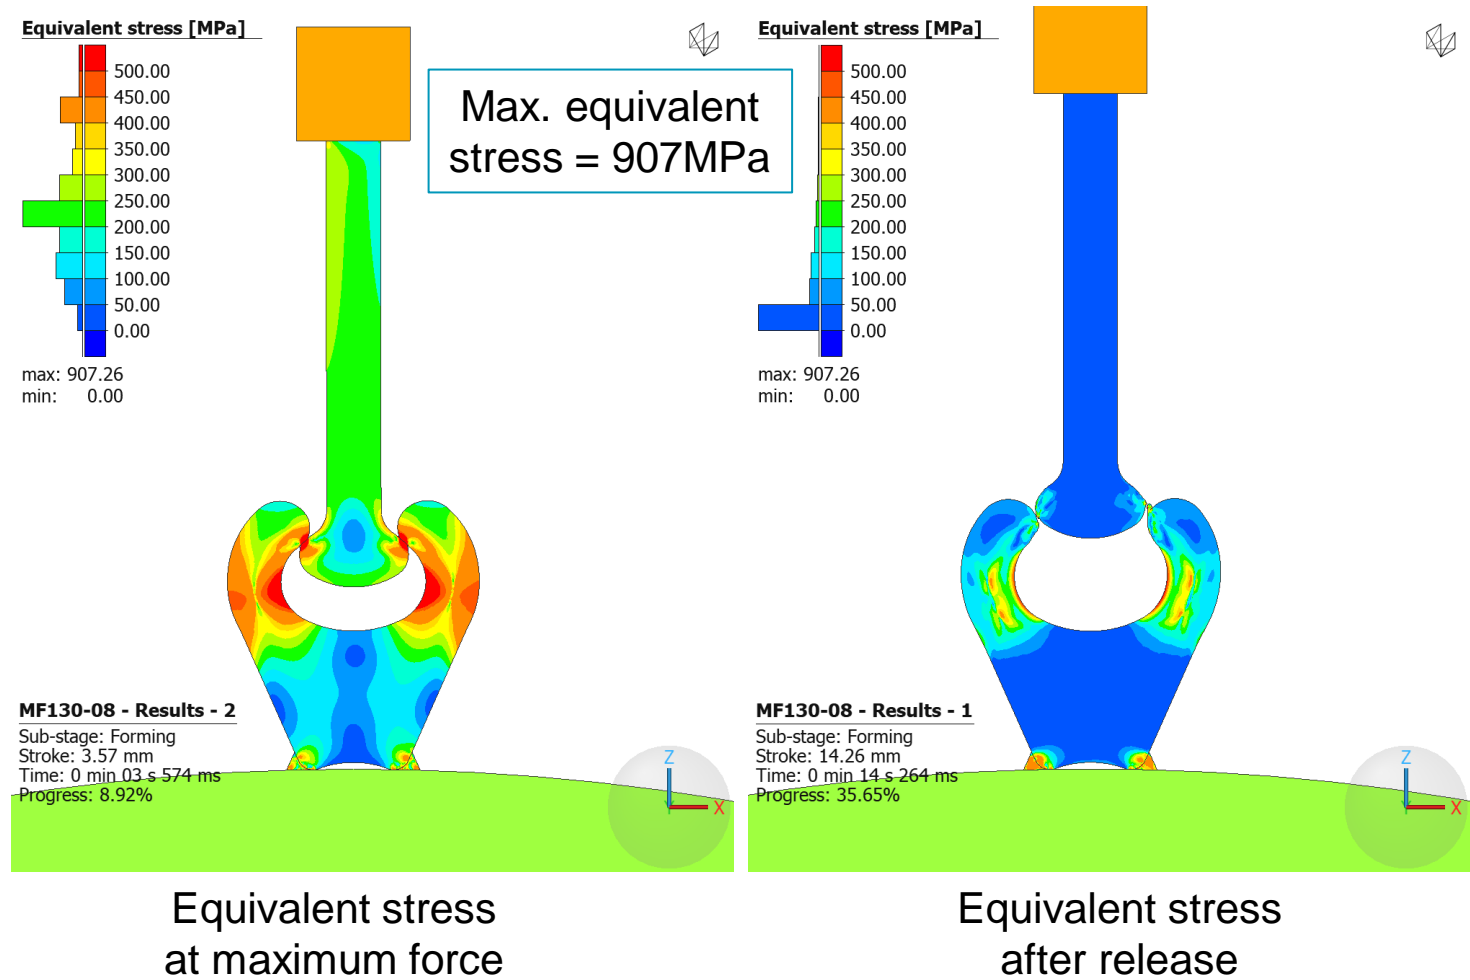 Equivalent stress [MPa]
500.00
450.00
400.00
350.00
300.00
250.00
200.00
150.00
100.00
50.00
0.00
max: 907.26
min: 0.00
Max. equivalent
stress = 907MPa
MF130-08 - Results - 2
Sub-stage: Forming
Stroke: 3.57 mm
Time: 0 min 03 s 574 ms
Progress: 8.92%
Z
Y
X
Equivalent stress
at maximum force
Equivalent stress [MPa]
500.00
450.00
400.00
350.00
300.00
250.00
200.00
150.00
100.00
50.00
0.00
max: 907.26
min: 0.00
MF130-08 - Results - 1
Sub-stage: Forming
Stroke: 14.26 mm
Time: 0 min 14 s 264 ms
Progress: 35.65%
Z
Y
X
Equivalent stress
after release